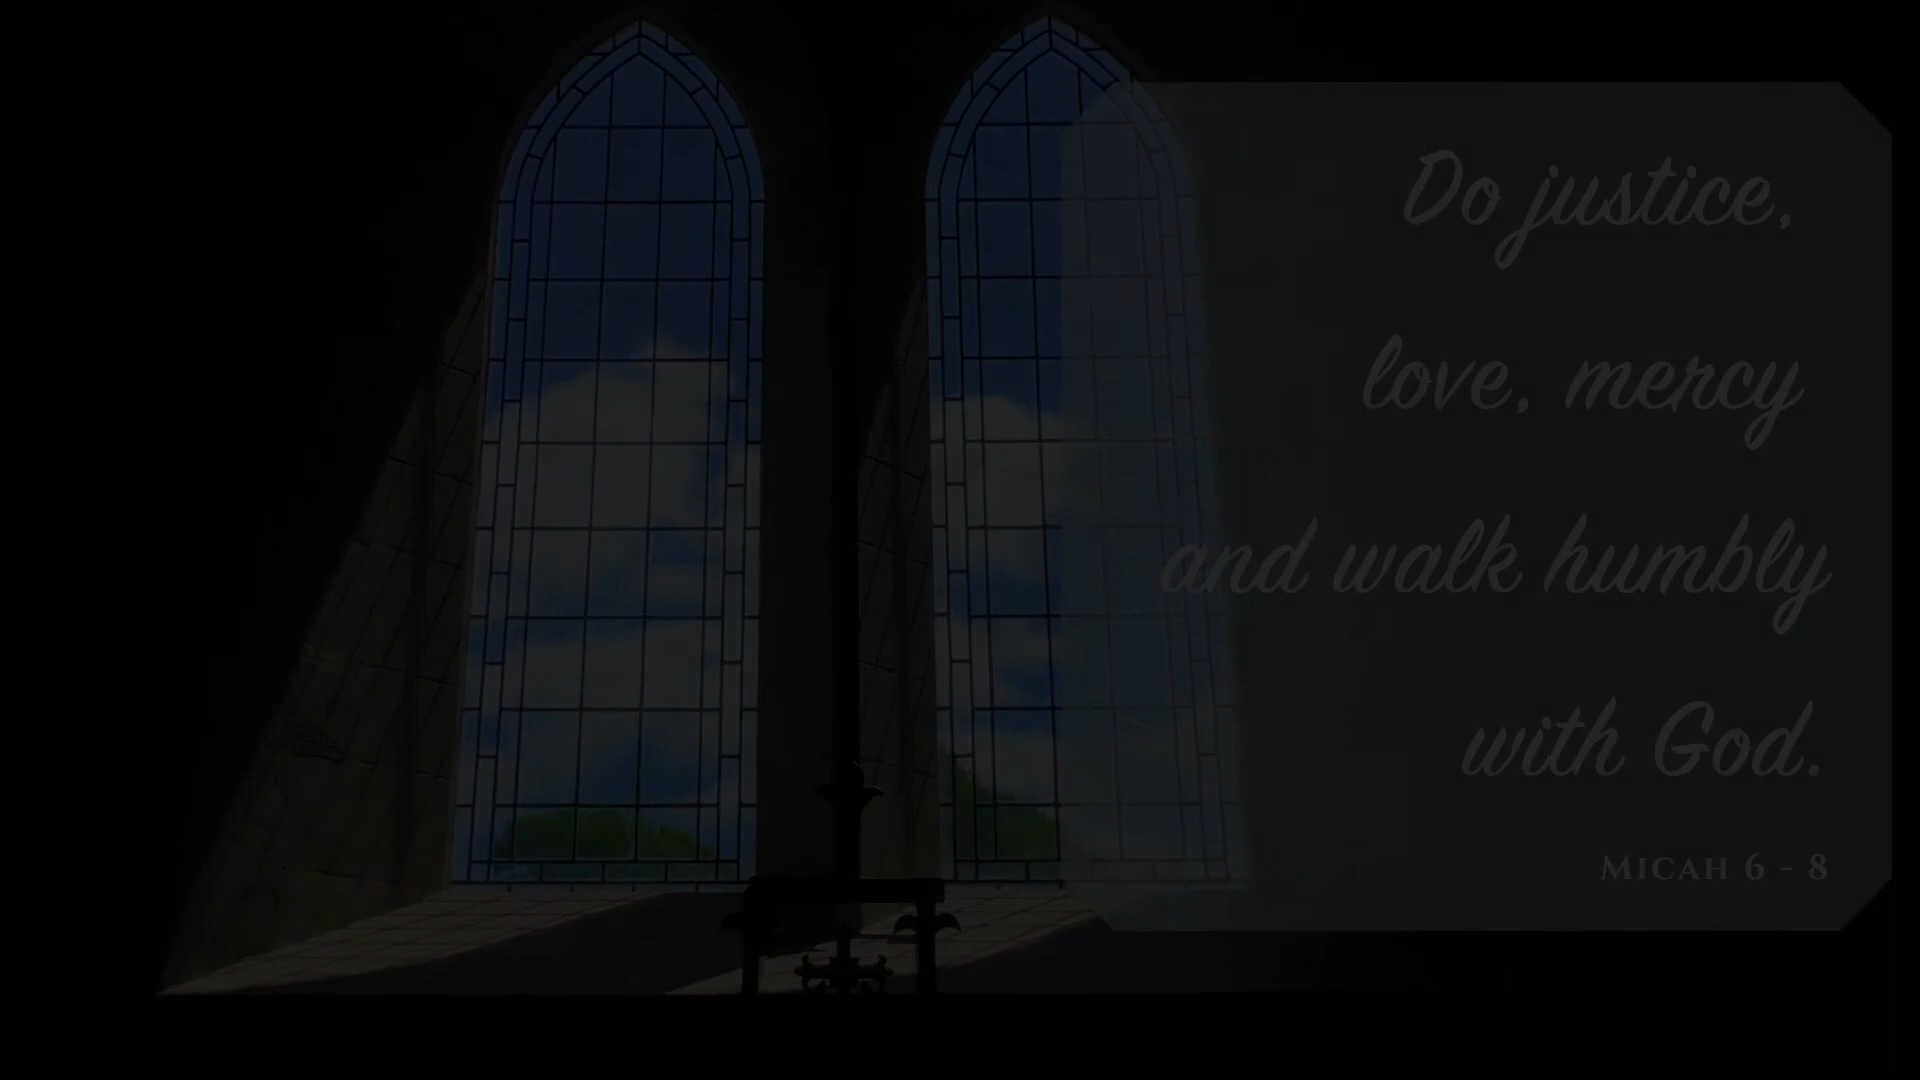 Do justice,
love, mercy
and walk humbly
with God.
Micah 6 - 8